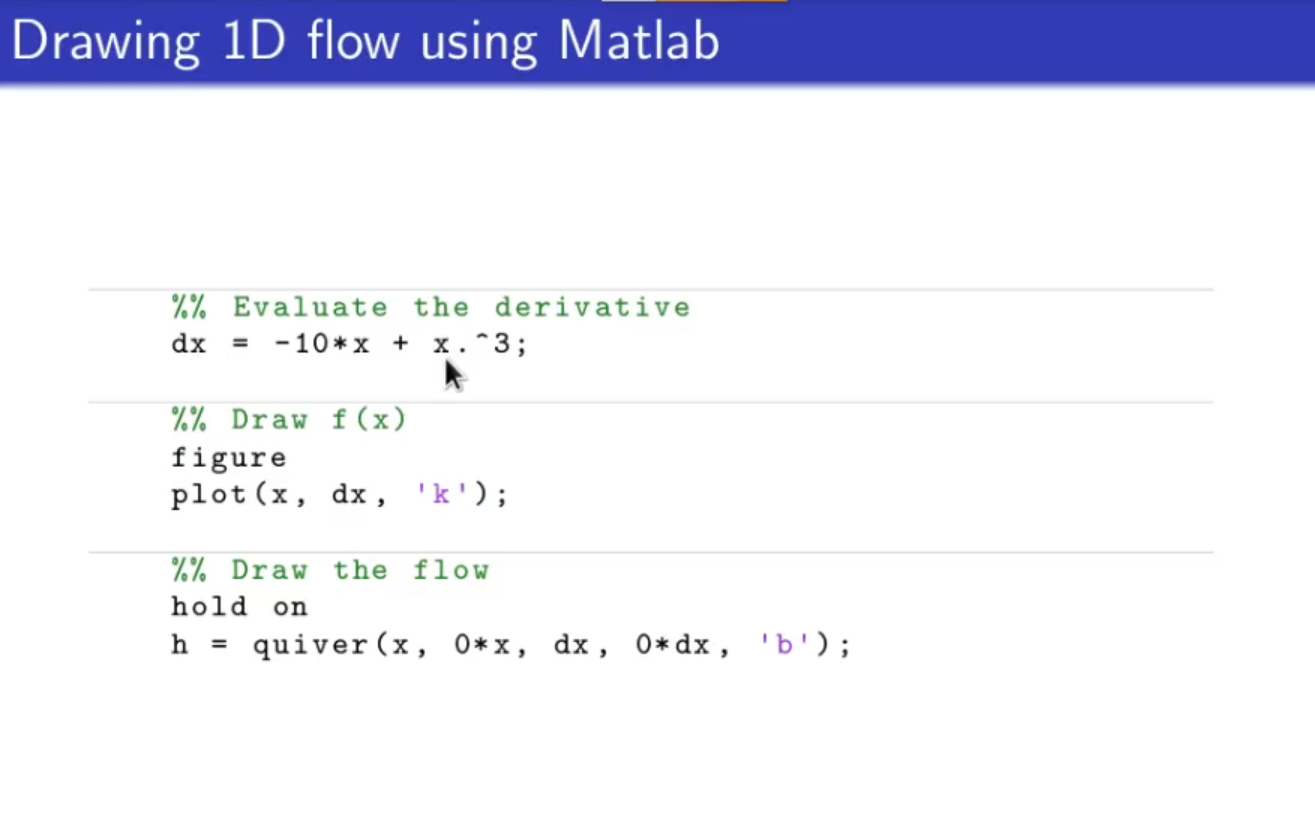 Drawing 1D flow using Matlab
%% Evaluate the derivative
dx = -10*x + x.^3;
%% Draw f(x)
figure
plot(x, dx, 'k');
%% Draw the flow
hold on
h = quiver(x, 0*x, dx, 0*dx, 'b');